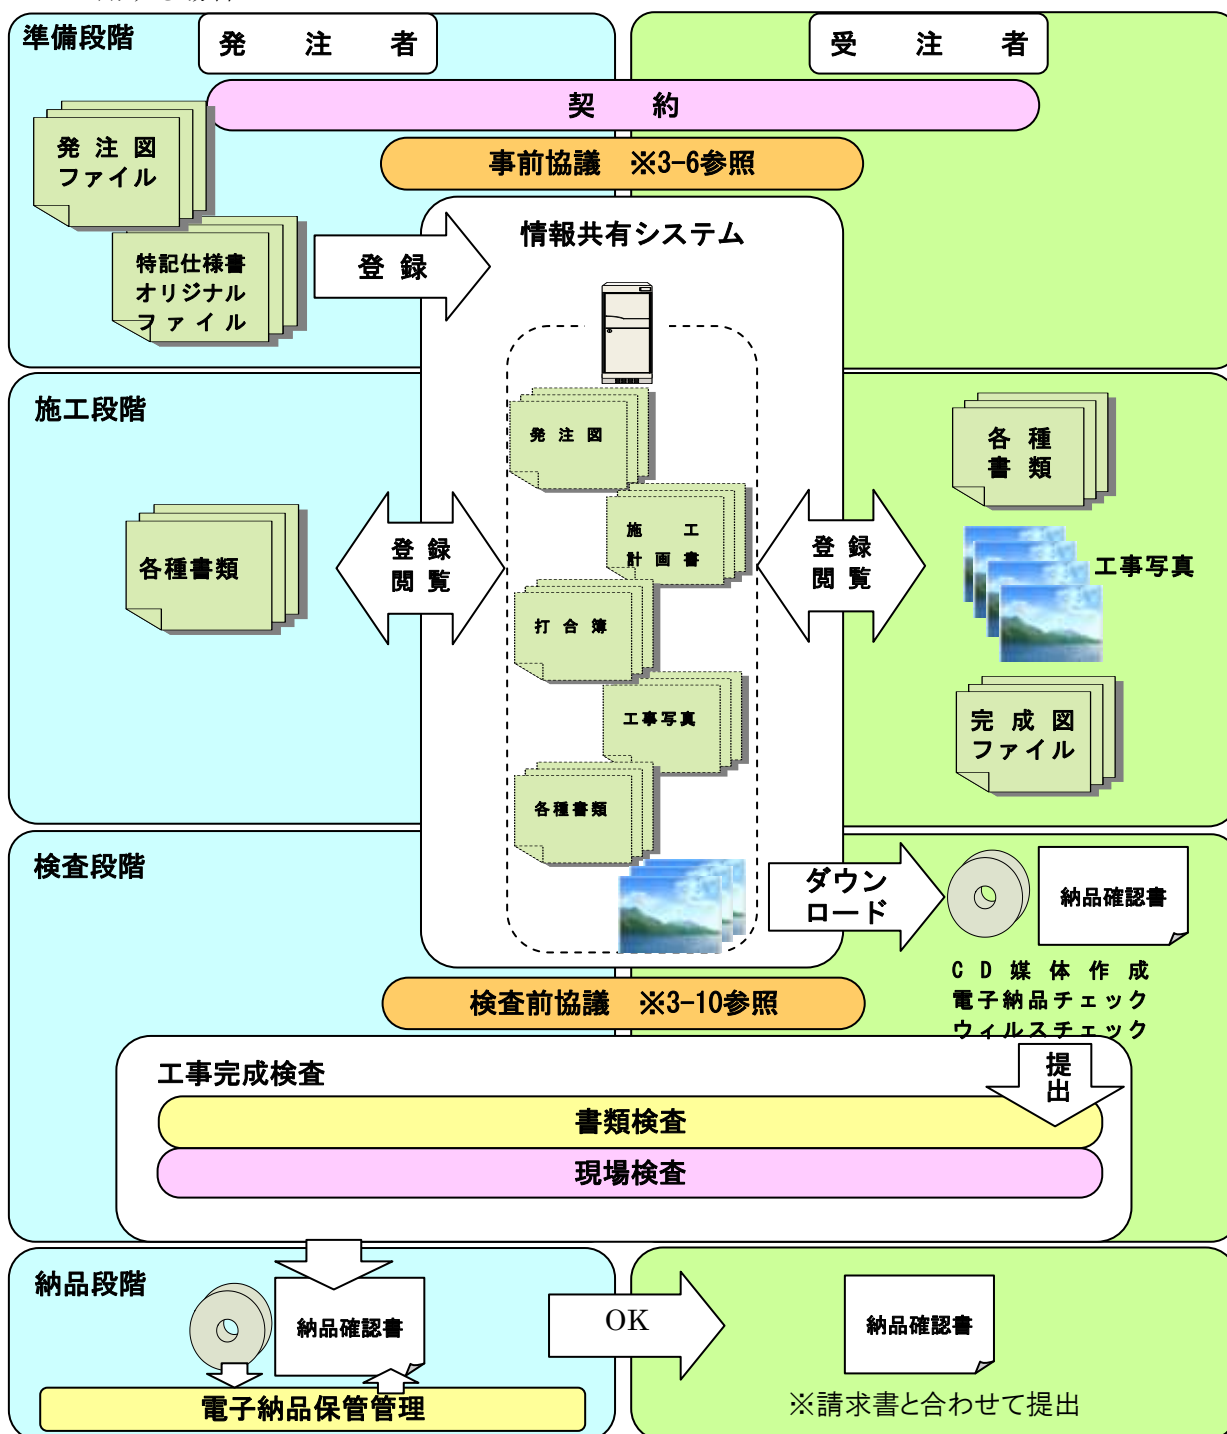 準備段階
発 注 者
受 注 者
契 約
事前協議 ※3-6参照
発 注 図
ファイル
特記仕様書
オリジナル
ファイル
登 録
情報共有システム
施工段階
発 注 図
施 工
計 画 書
打 合 簿
工事写真
各種書類
各種書類
登 録
閲 覧
登 録
閲 覧
各 種
書 類
工事写真
完 成 図
ファイル
検査段階
ダウン
ロード
納品確認書
CD媒体作成
電子納品チェック
ウィルスチェック
検査前協議 ※3-10参照
提
出
工事完成検査
書類検査
現場検査
納品段階
納品確認書
OK
納品確認書
電子納品保管管理
※請求書と合わせて提出